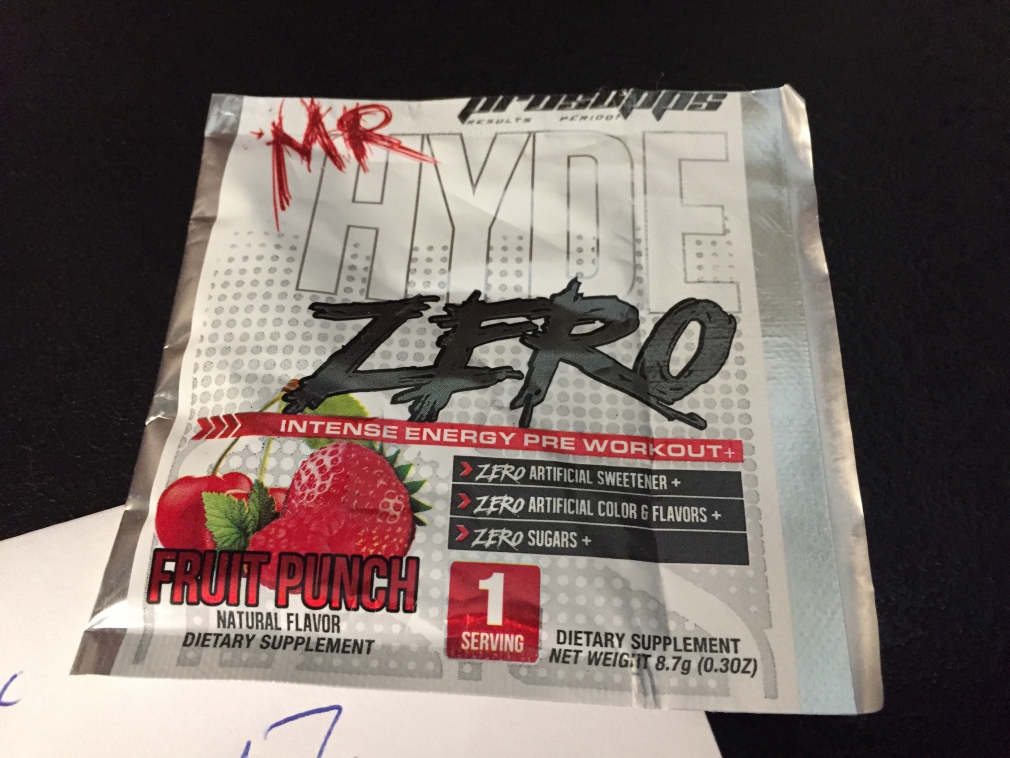 MR
prosupps
RESULTS PERIOD!
HYDE
ZERO
INTENSE ENERGY PRE WORKOUT+
ZERO ARTIFICIAL SWEETENER +
ZERO ARTIFICIAL COLOR & FLAVORS +
ZERO SUGARS +
FRUIT PUNCH
NATURAL FLAVOR
DIETARY SUPPLEMENT
1
SERVING
DIETARY SUPPLEMENT
NET WEIGHT 8.7g (0.3OZ)